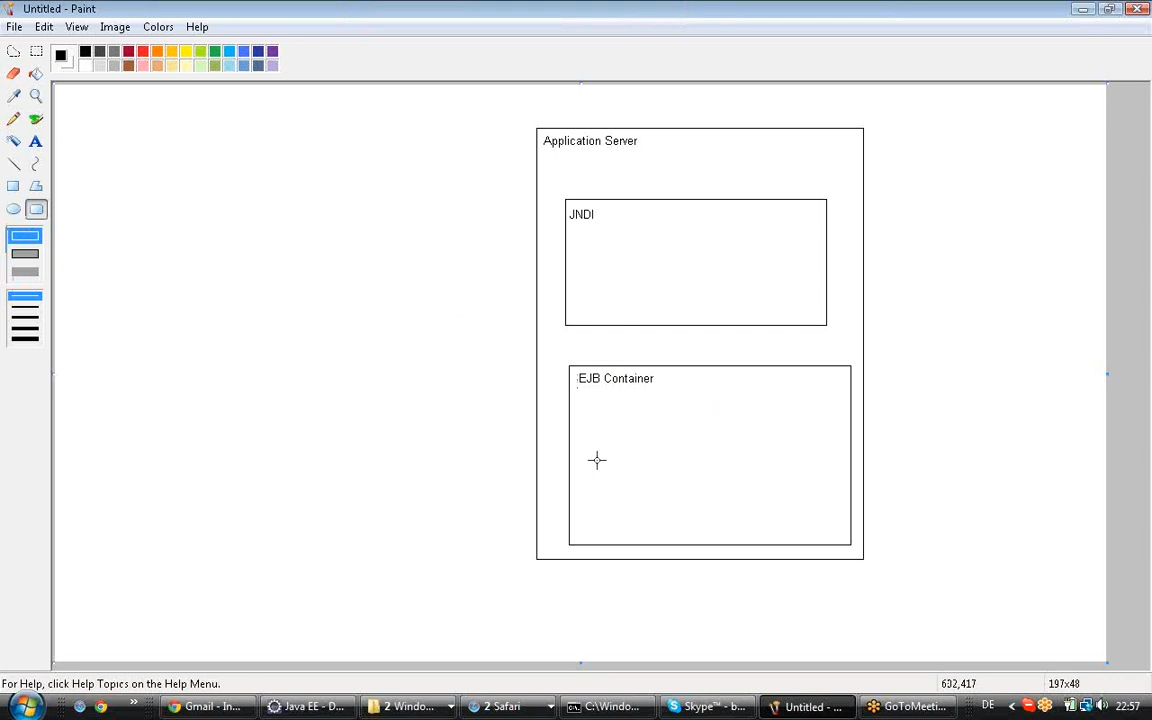 Untitled - Paint
File Edit View Image Colors Help
Application Server
JNDI
EJB Container
For Help, click Help Topics on the Help Menu.
602,417
197x48
» Gmail - In... Java EE - D... 2 Window... 2 Safari C:\Windo... Skype™ - b... Untitled - ... GoToMeeti... DE < 22:57